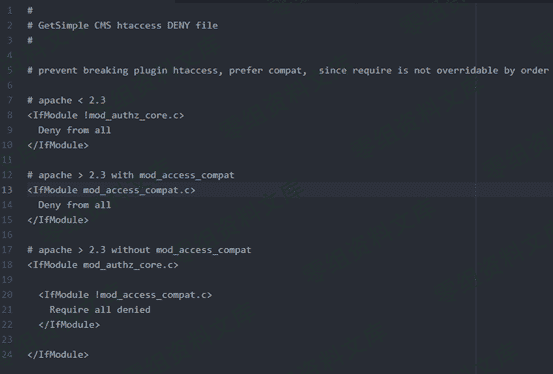 1 #
2 # GetSimple CMS htaccess DENY file
3 #
4
5 # prevent breaking plugin htaccess, prefer compat,  since require is not overridable by order
6
7 # apache < 2.3
8 <IfModule !mod_authz_core.c>
9   Deny from all
10 </IfModule>
11
12 # apache > 2.3 with mod_access_compat
13 <IfModule mod_access_compat.c>
14   Deny from all
15 </IfModule>
16
17 # apache > 2.3 without mod_access_compat
18 <IfModule mod_authz_core.c>
19
20   <IfModule !mod_access_compat.c>
21     Require all denied
22   </IfModule>
23
24 </IfModule>